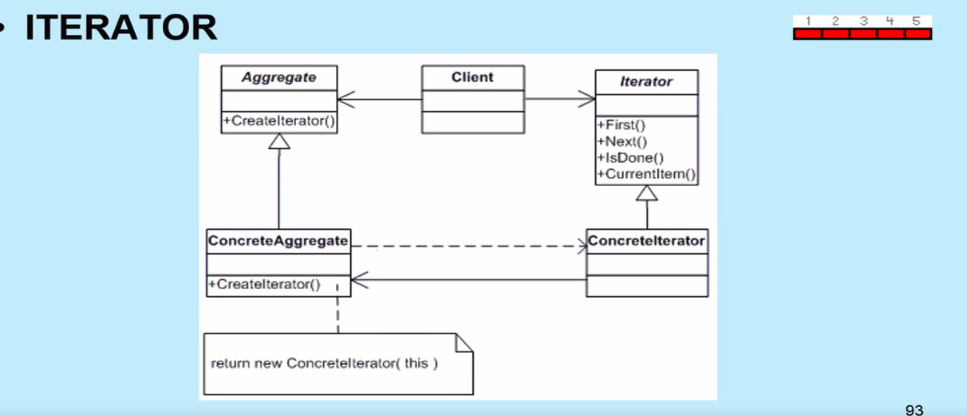 • ITERATOR
1 2 3 4 5
Aggregate
+CreateIterator()
Client
Iterator
+First()
+Next()
+IsDone()
+CurrentItem()
ConcreteAggregate
+CreateIterator()
ConcreteIterator
return new ConcreteIterator( this )
93